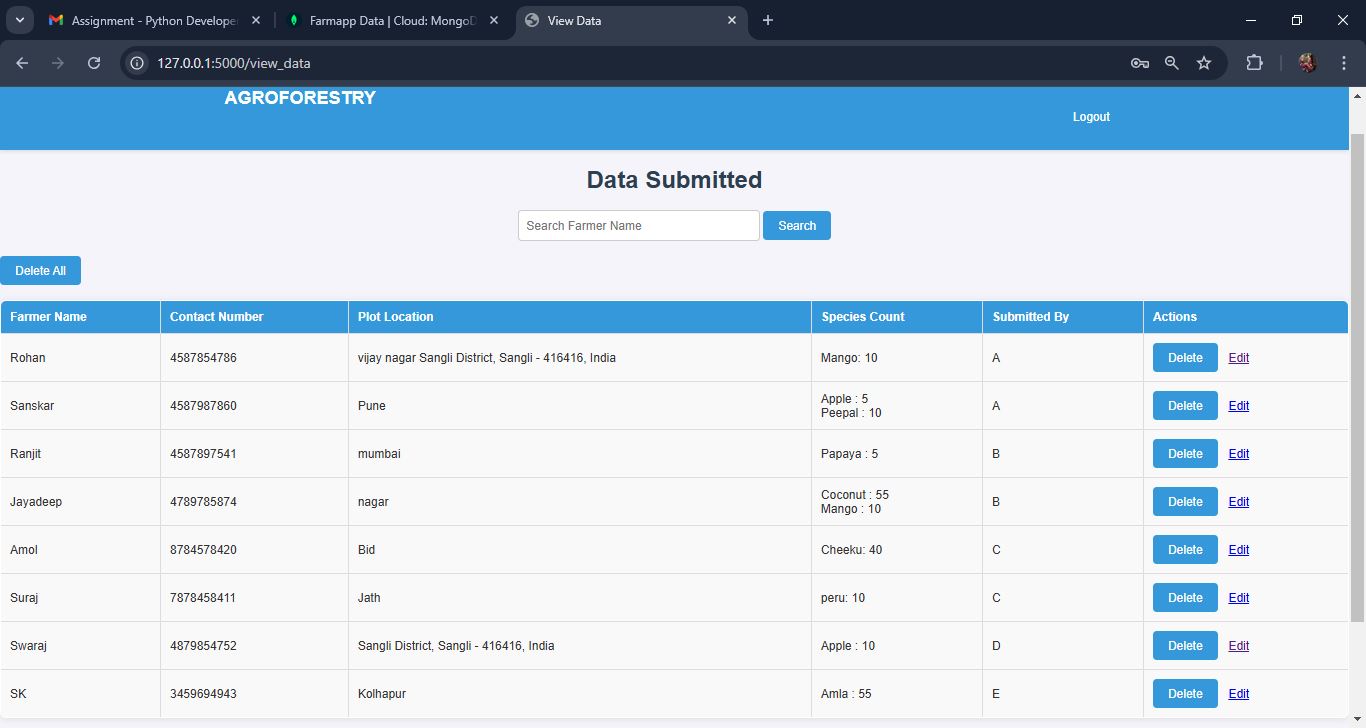 Assignment - Python Developer
Farmapp Data | Cloud: MongoD
View Data
127.0.0.1:5000/view_data
AGROFORESTRY
Logout
Data Submitted
Search Farmer Name
Search
Delete All
Farmer Name Contact Number Plot Location Species Count Submitted By Actions
Rohan 4587854786 vijay nagar Sangli District, Sangli - 416416, India Mango: 10 A Delete Edit
Sanskar 4587987860 Pune Apple : 5
Peepal : 10 A Delete Edit
Ranjit 4587897541 mumbai Papaya : 5 B Delete Edit
Jayadeep 4789785874 nagar Coconut : 55
Mango : 10 B Delete Edit
Amol 8784578420 Bid Cheeku: 40 C Delete Edit
Suraj 7878458411 Jath peru: 10 C Delete Edit
Swaraj 4879854752 Sangli District, Sangli - 416416, India Apple : 10 D Delete Edit
SK 3459694943 Kolhapur Amla : 55 E Delete Edit